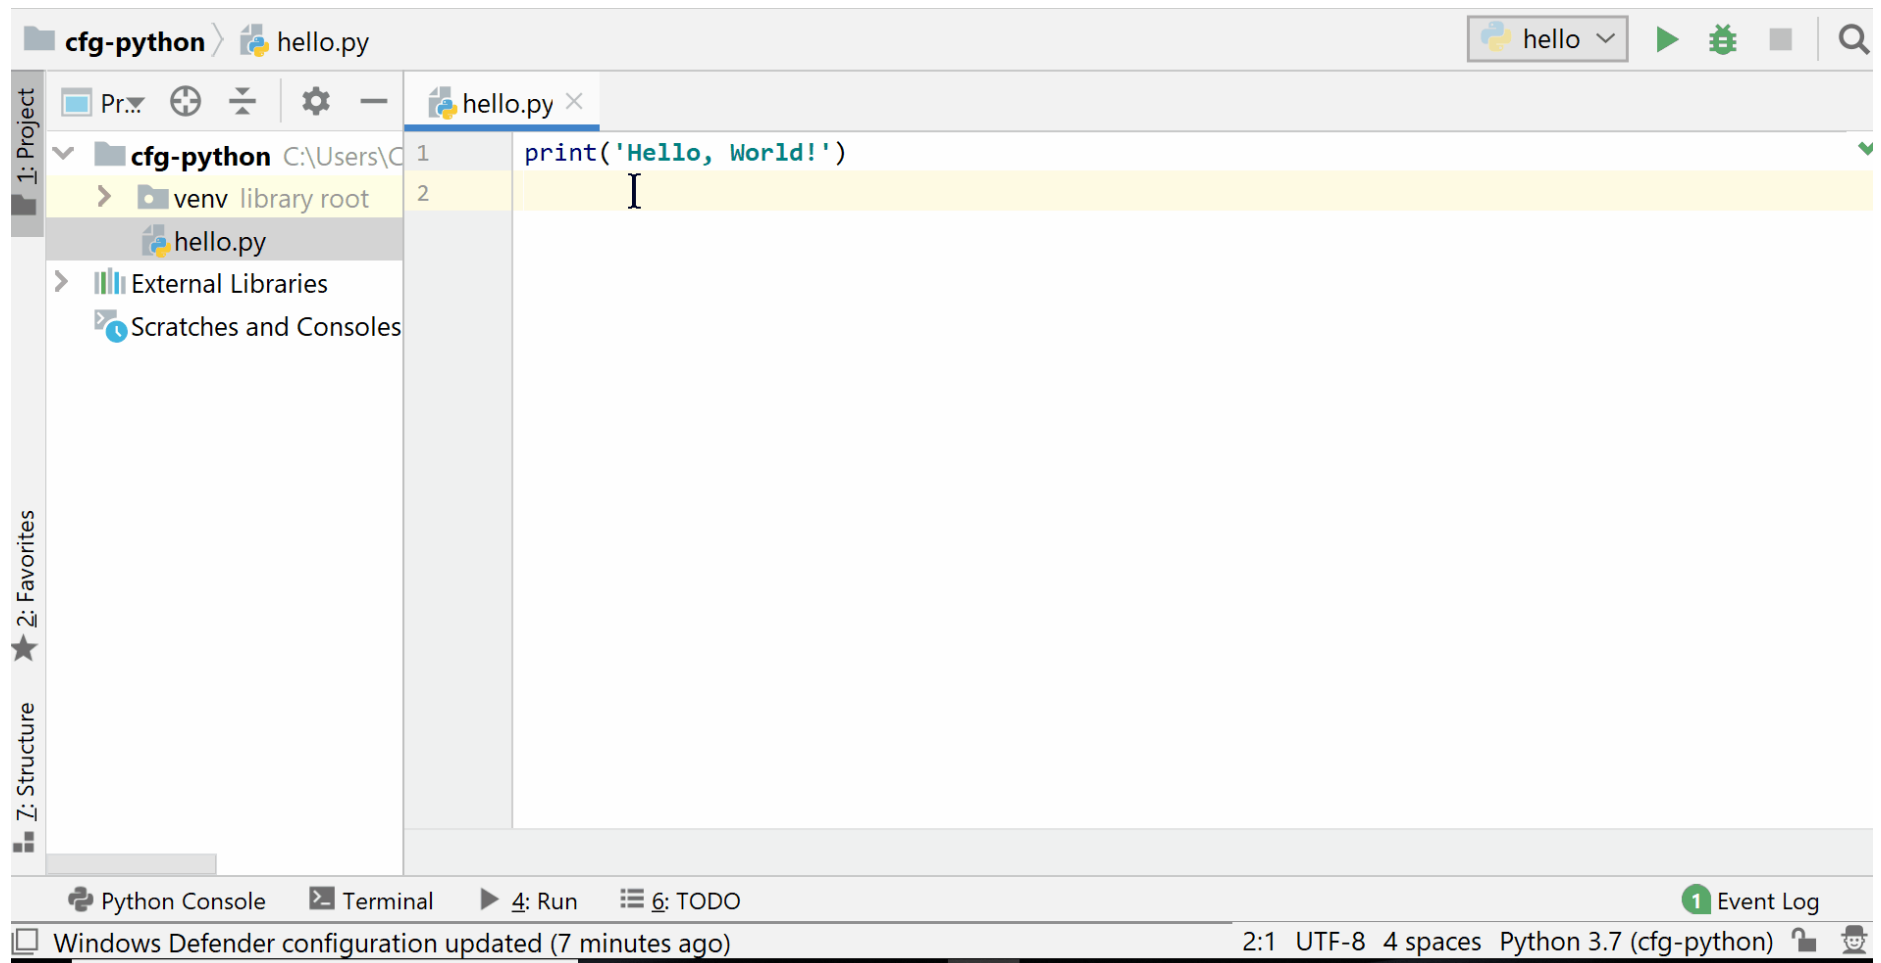 cfg-python hello.py
hello
1: Project
Pr...
hello.py
cfg-python C:\Users\C
venv library root
hello.py
External Libraries
Scratches and Consoles
1 print('Hello, World!')
2
2: Favorites
7: Structure
Python Console Terminal 4: Run 6: TODO
1 Event Log
Windows Defender configuration updated (7 minutes ago)
2:1 UTF-8 4 spaces Python 3.7 (cfg-python)